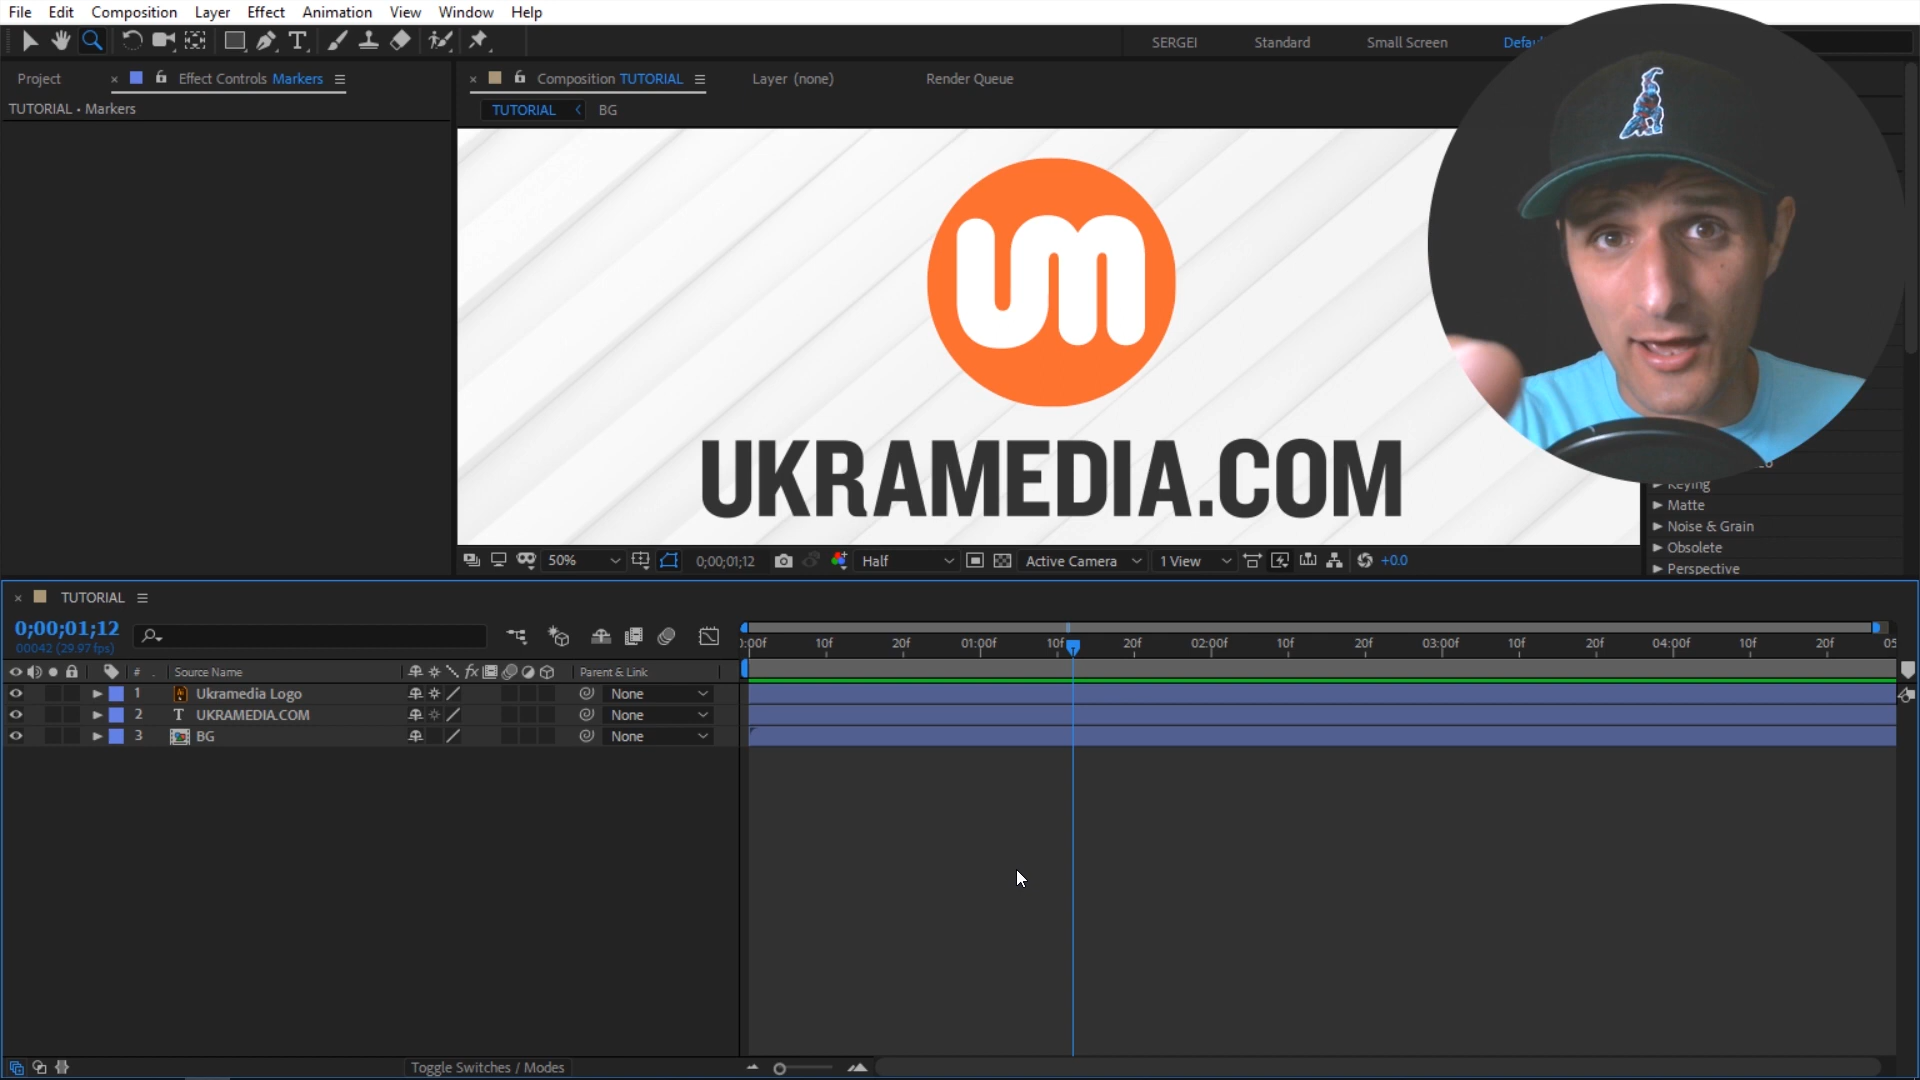 File Edit Composition Layer Effect Animation View Window Help
SERGEI Standard Small Screen
Project × Effect Controls Markers × Composition TUTORIAL Layer (none) Render Queue
TUTORIAL • Markers
TUTORIAL < BG
um
UKRAMEDIA.COM
Keying
Matte
Noise & Grain
Obsolete
Perspective
50% 0;00;01;12 Half Active Camera 1 View +0.0
× TUTORIAL
0;00;01;12
00042 (29.97 fps)
):00f 10f 20f 01:00f 10f 20f 02:00f 10f 20f 03:00f 10f 20f 04:00f 10f 20f 05
# Source Name fx Parent & Link
1 Ukramedia Logo None
2 T UKRAMEDIA.COM None
3 BG None
Toggle Switches / Modes